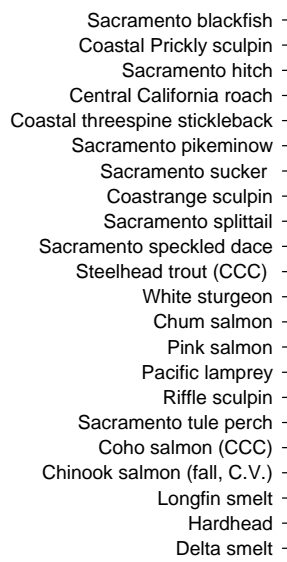 Sacramento blackfish
Coastal Prickly sculpin
Sacramento hitch
Central California roach
Coastal threespine stickleback
Sacramento pikeminow
Sacramento sucker
Coastrange sculpin
Sacramento splittail
Sacramento speckled dace
Steelhead trout (CCC)
White sturgeon
Chum salmon
Pink salmon
Pacific lamprey
Riffle sculpin
Sacramento tule perch
Coho salmon (CCC)
Chinook salmon (fall, C.V.)
Longfin smelt
Hardhead
Delta smelt